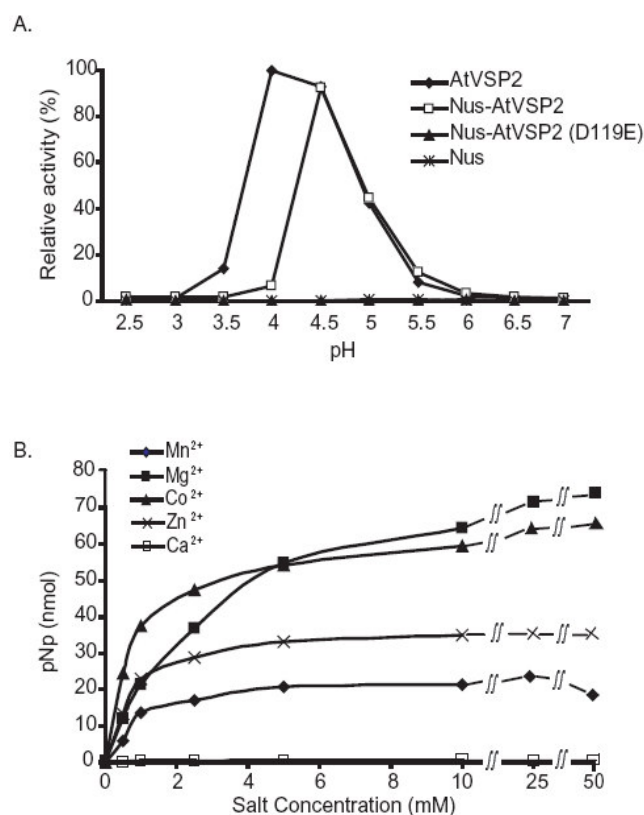 A.
100
80
60
40
20
0
Relative activity (%)
2.5 3 3.5 4 4.5 5 5.5 6 6.5 7
pH
AtVSP2
Nus-AtVSP2
Nus-AtVSP2 (D119E)
Nus
B.
Mn²⁺
Mg²⁺
Co²⁺
Zn²⁺
Ca²⁺
80
70
60
50
40
30
20
10
0
pNp (nmol)
0 2 4 6 8 10 25 50
Salt Concentration (mM)